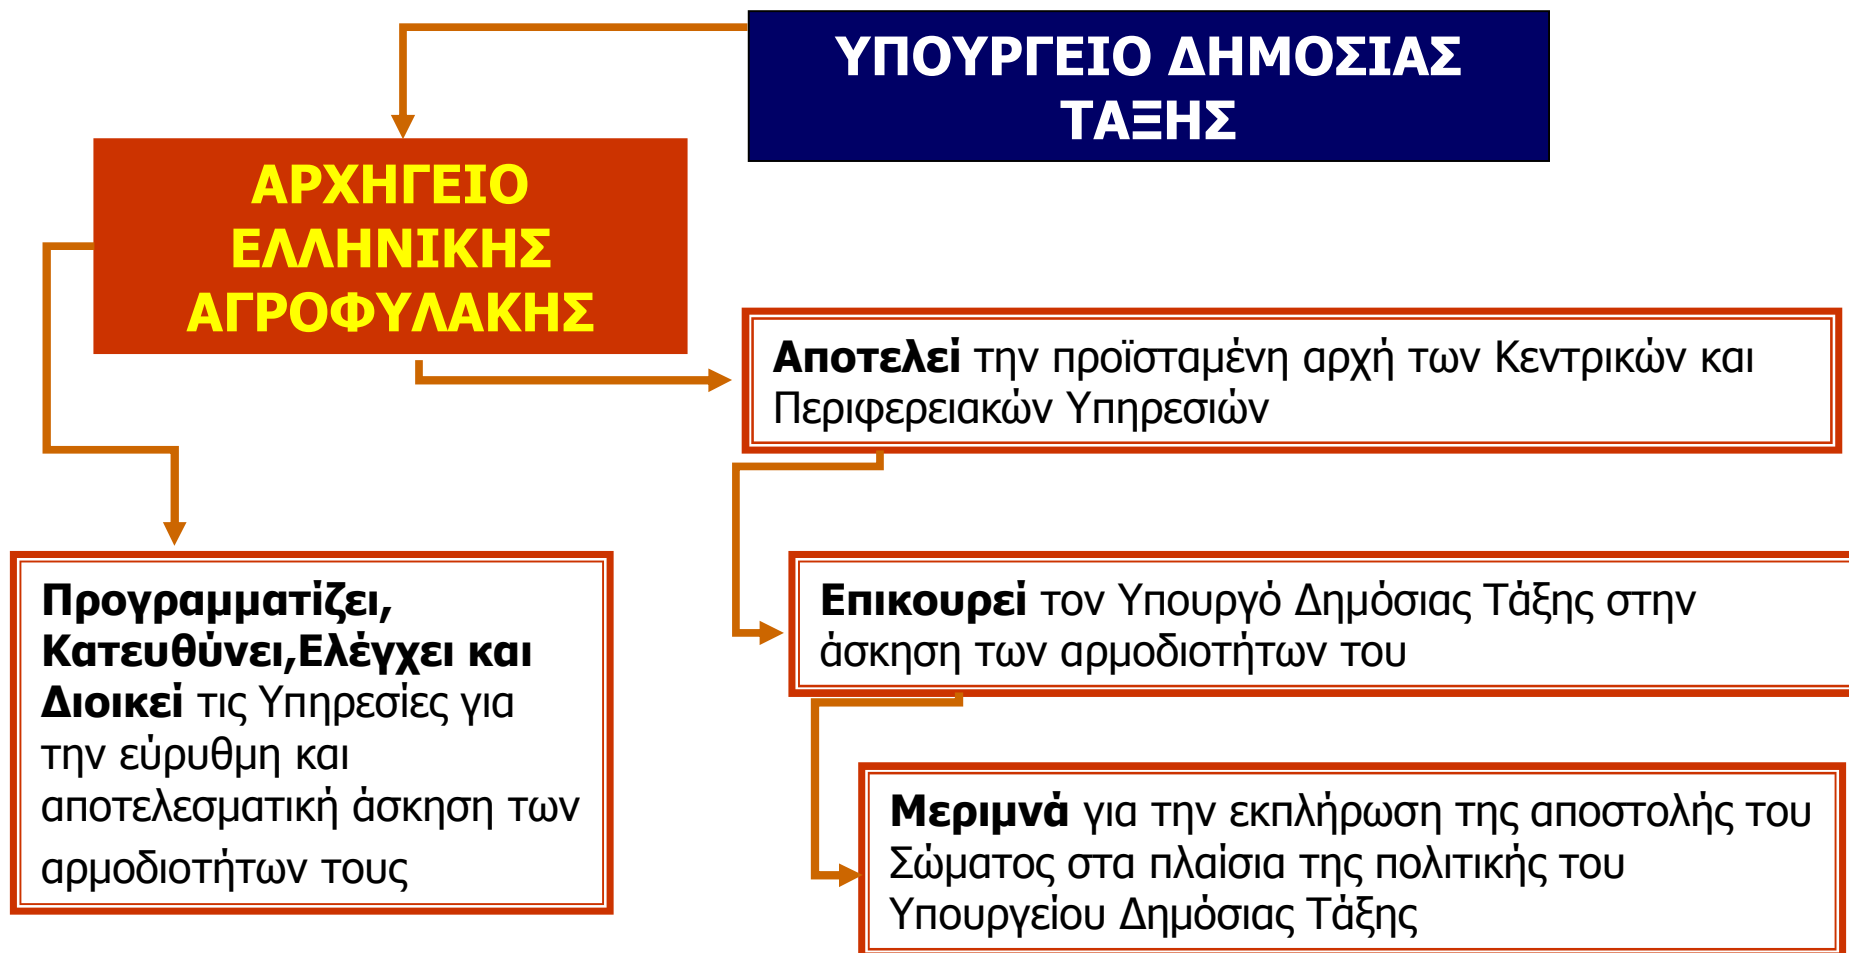 ΥΠΟΥΡΓΕΙΟ ΔΗΜΟΣΙΑΣ
ΤΑΞΗΣ
ΑΡΧΗΓΕΙΟ
ΕΛΛΗΝΙΚΗΣ
ΑΓΡΟΦΥΛΑΚΗΣ
Αποτελεί την προϊσταμένη αρχή των Κεντρικών και
Περιφερειακών Υπηρεσιών
Προγραμματίζει,
Κατευθύνει,Ελέγχει και
Διοικεί τις Υπηρεσίες για
την εύρυθμη και
αποτελεσματική άσκηση των
αρμοδιοτήτων τους
Επικουρεί τον Υπουργό Δημόσιας Τάξης στην
άσκηση των αρμοδιοτήτων του
Μεριμνά για την εκπλήρωση της αποστολής του
Σώματος στα πλαίσια της πολιτικής του
Υπουργείου Δημόσιας Τάξης